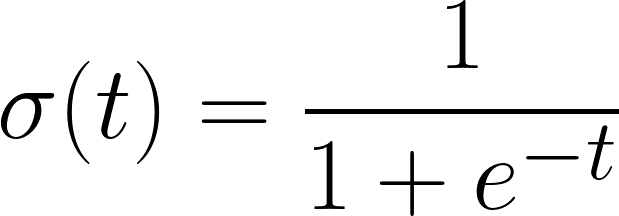 σ(t) = 1 / (1 + e^{-t})